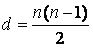 d = n(n−1)/2